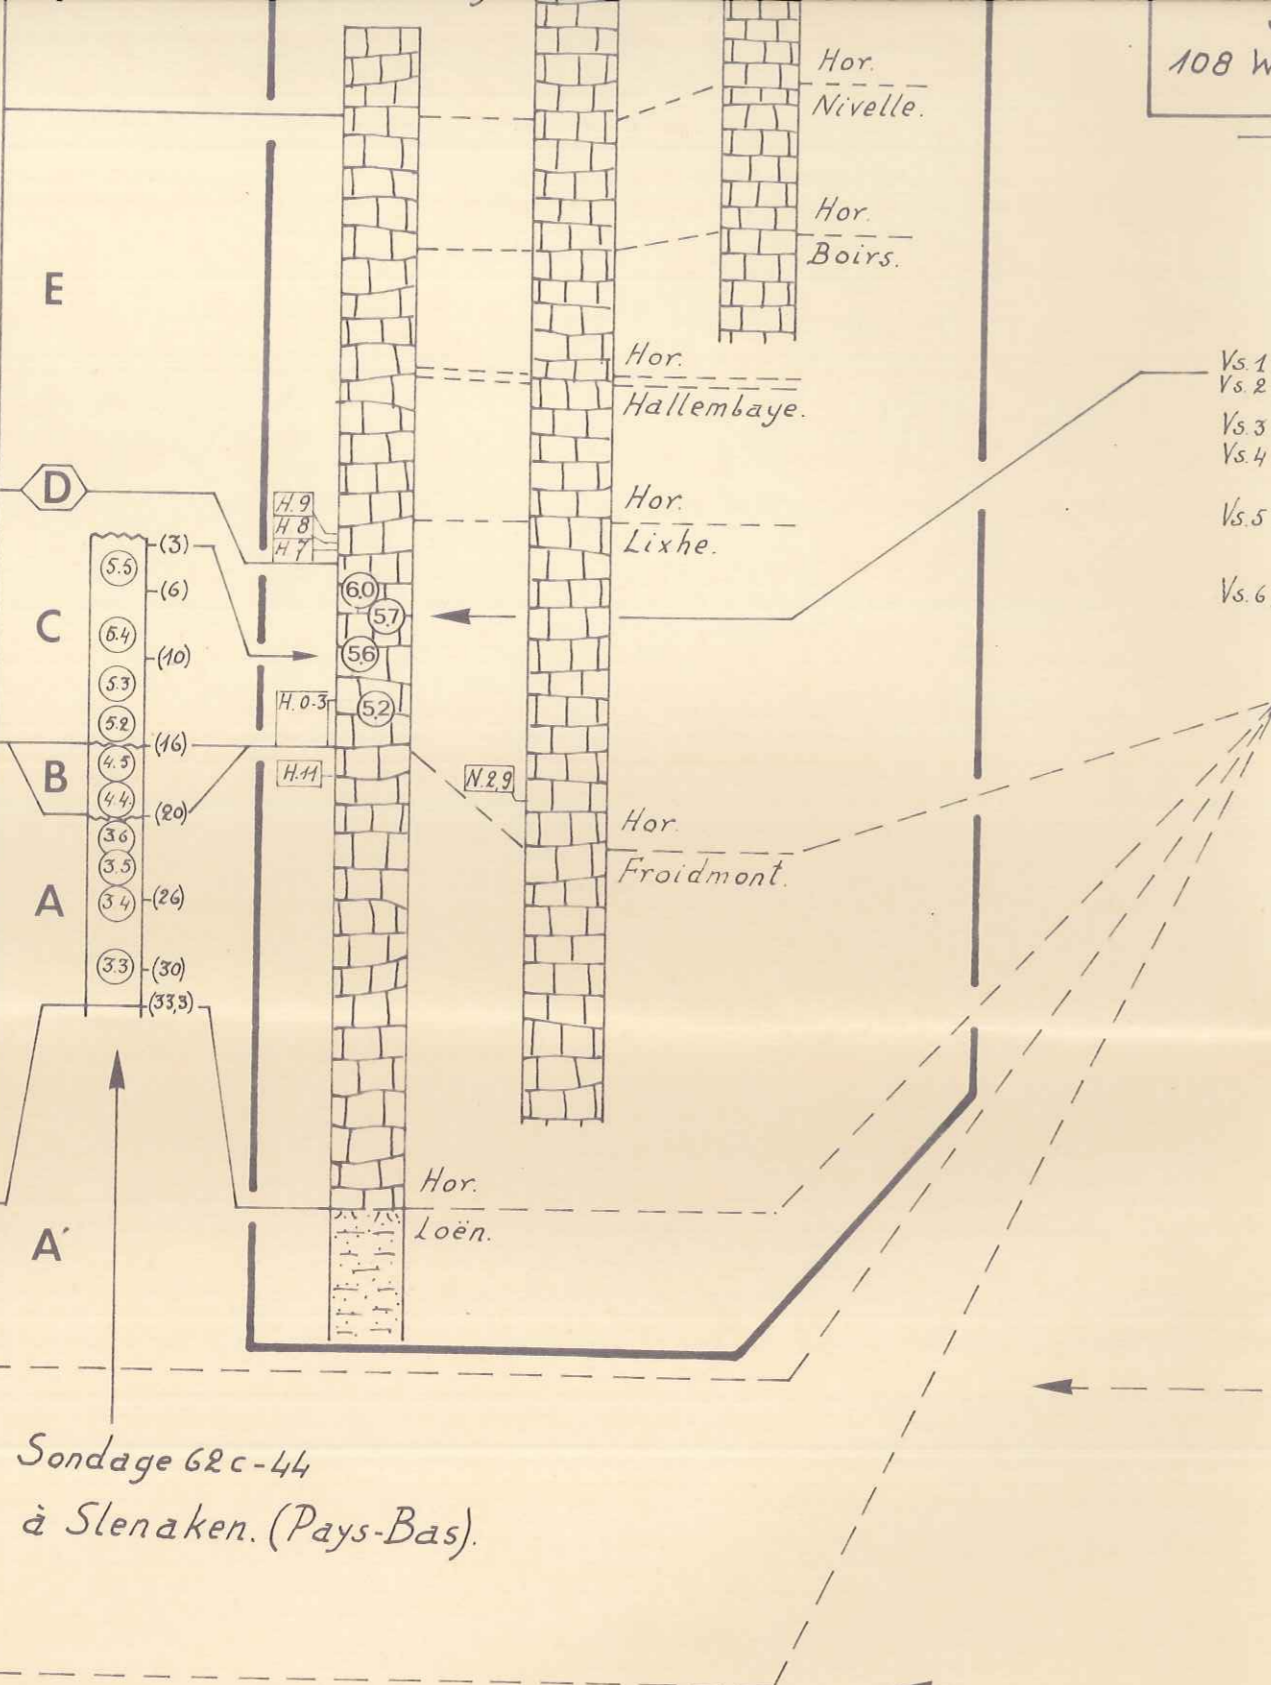 Hor.
Nivelle.
108 W
Hor.
Boirs.
E
Hor.
Hallembaye.
Vs. 1
Vs. 2
Vs. 3
Vs. 4
Vs. 5
Vs. 6
D
H. 9
H 8
H 7
Hor.
Lixhe.
(3)
5.5
(6)
C
5.4
(10)
5.3
5.2
(16)
6.0
5.7
5.6
5.2
H. 0-3
B
4.5
4.4
(20)
H. 11
N. 2,9
Hor.
Froidmont.
3.6
3.5
A
3.4
(26)
3.3
(30)
(33,3)
Hor.
Loën.
A'
Sondage 62c-44
à Slenaken. (Pays-Bas).